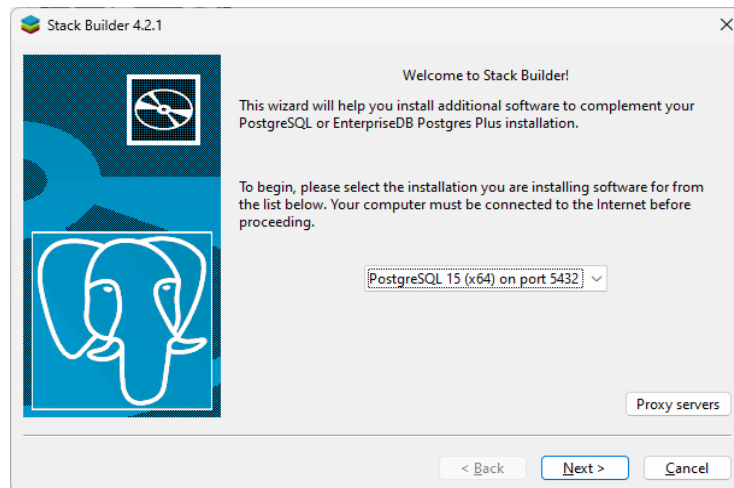 Stack Builder 4.2.1
Welcome to Stack Builder!
This wizard will help you install additional software to complement your
PostgreSQL or EnterpriseDB Postgres Plus installation.
To begin, please select the installation you are installing software for from
the list below. Your computer must be connected to the Internet before
proceeding.
PostgreSQL 15 (x64) on port 5432
Proxy servers
< Back
Next >
Cancel